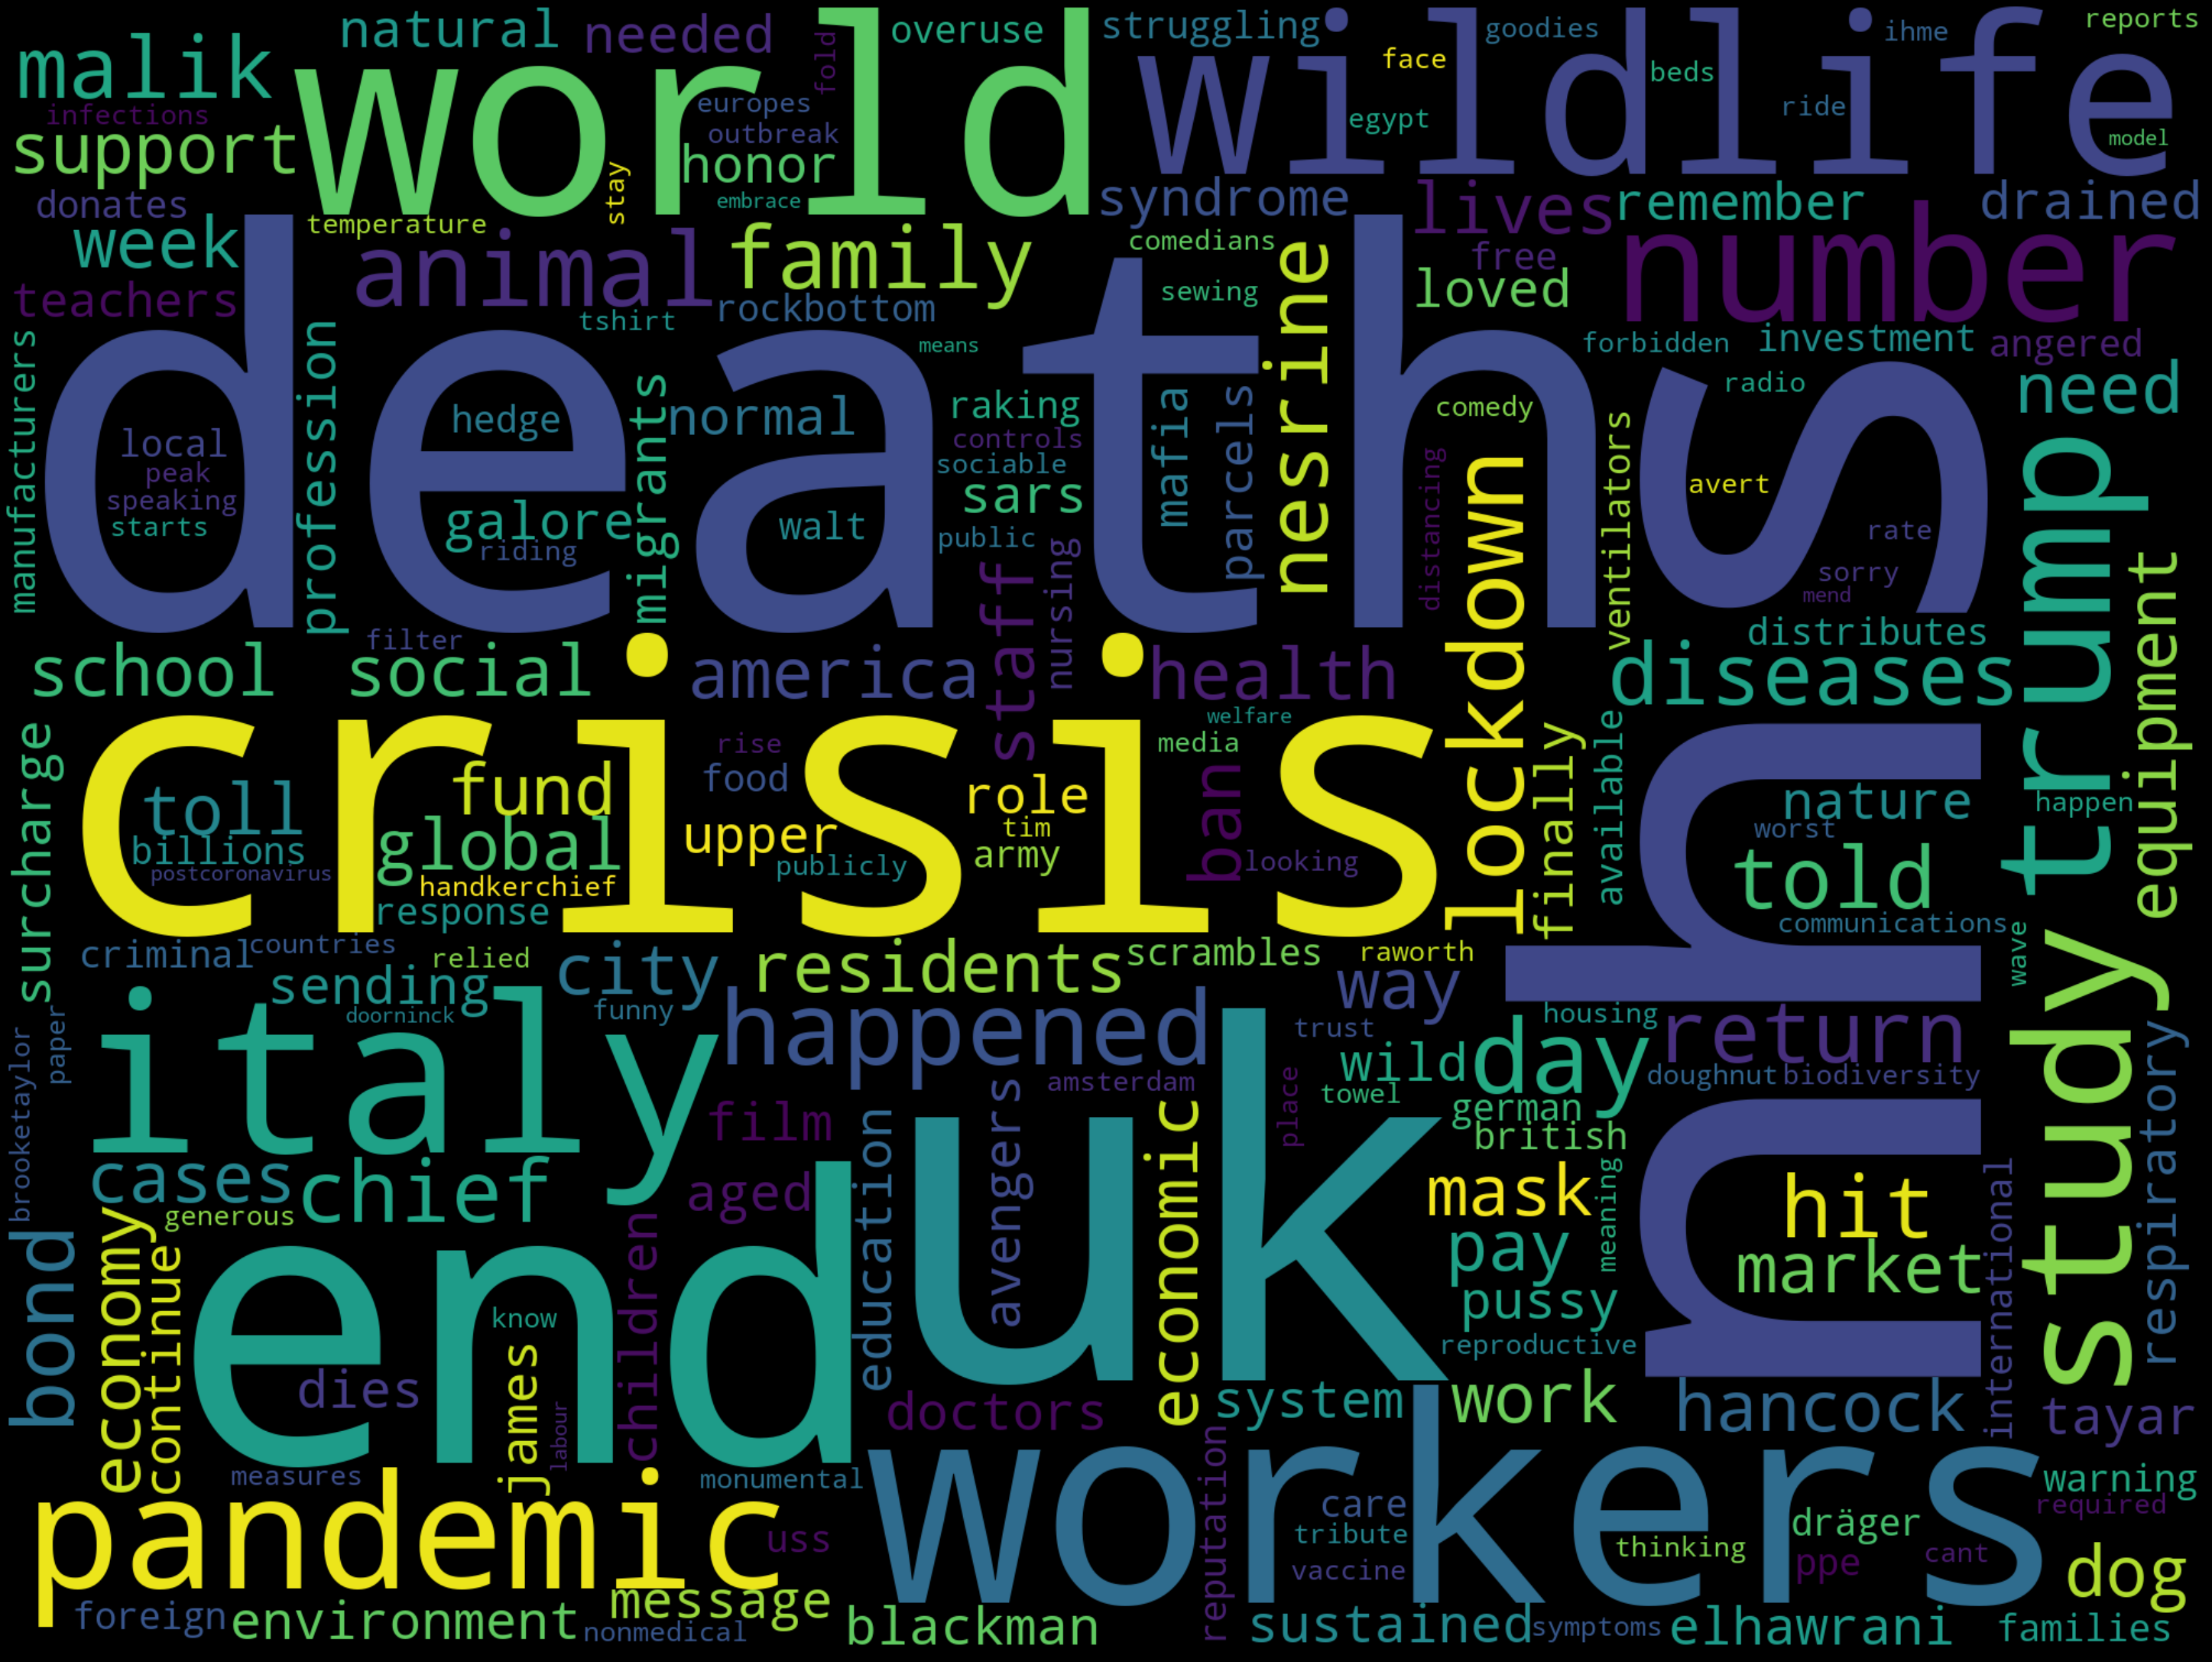 malik
natural
needed
fold
overuse
struggling
goodies
ihme
reports
world
wildlife
face
beds
infections
europes
egypt
ride
support
outbreak
model
honor
stay
embrace
donates
temperature
syndrome
lives
remember
drained
week
animal
family
comedians
free
number
teachers
rockbottom
sewing
nesrine
loved
tshirt
means
forbidden
investment
angered
death
nhs
manufacturers
profession
migrants
hedge
normal
raking
mafia
parcels
comedy
radio
need
local
controls
peak
sociable
speaking
galore
sars
walt
distancing
lockdown
ventilators
avert
trump
starts
riding
public
rate
sorry
mend
filter
staff
nursing
distributes
equipment
school
social
america
health
diseases
crisis
surcharge
rise
media
welfare
toll
fund
food
role
ban
finally
available
nature
happen
billions
global
upper
tim
worst
postcoronavirus
handkerchief
publicly
army
looking
told
response
communications
criminal
countries
relied
city
residents
scrambles
raworth
wave
sending
way
italy
doorninck
funny
happened
trust
housing
return
study
paper
brooketaylor
uk
wild
day
amsterdam
towel
doughnut
biodiversity
respiratory
film
education
avengers
economic
place
german
british
cases
chief
aged
mask
meaning
hit
international
generous
bond
economy
continue
end
children
pay
market
know
pussy
reproductive
dies
james
labour
doctors
system
work
hancock
tayar
measures
monumental
workers
reputation
care
warning
required
pandemic
uss
tribute
dräger
thinking
vaccine
ppe
cant
dog
foreign
environment
message
nonmedical
blackman
sustained
symptoms
elhawrani
families